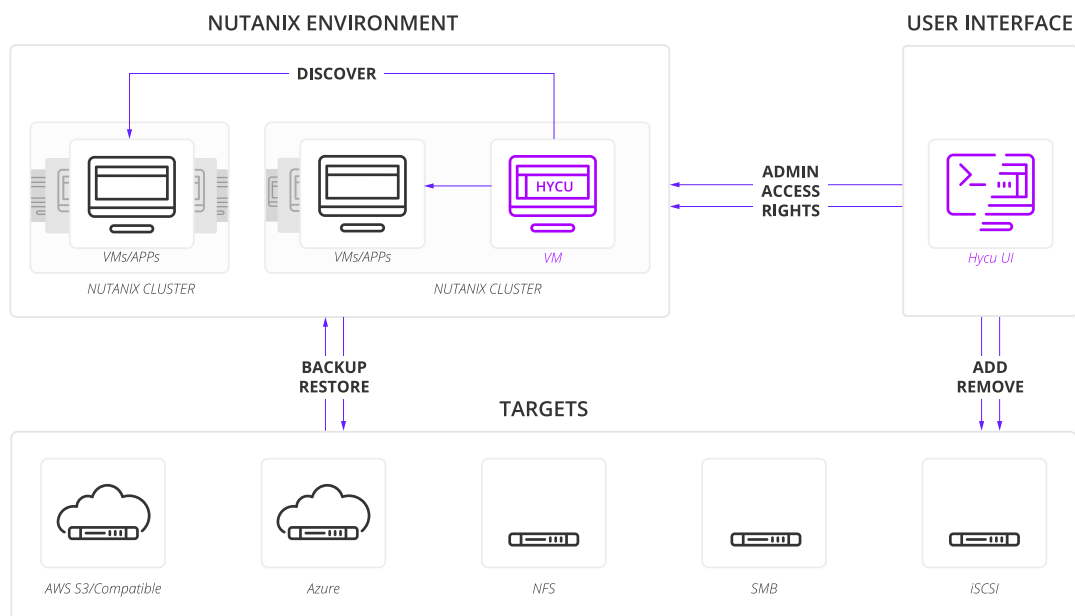 NUTANIX ENVIRONMENT
USER INTERFACE
DISCOVER
HYCU
VMs/APPs
VMs/APPs
VM
NUTANIX CLUSTER
NUTANIX CLUSTER
ADMIN
ACCESS
RIGHTS
Hycu UI
BACKUP
RESTORE
ADD
REMOVE
TARGETS
AWS S3/Compatible
Azure
NFS
SMB
iSCSI